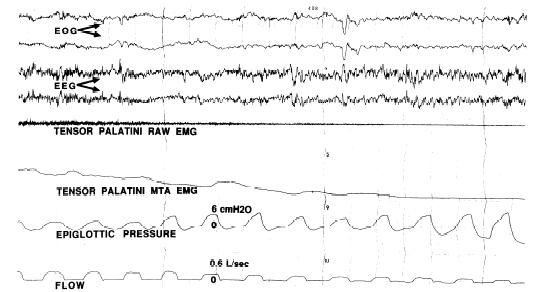 408
EOG
EEG
TENSOR PALATINI RAW EMG
TENSOR PALATINI MTA EMG
6 cmH2O
0
EPIGLOTTIC PRESSURE
0.6 L/sec
0
FLOW